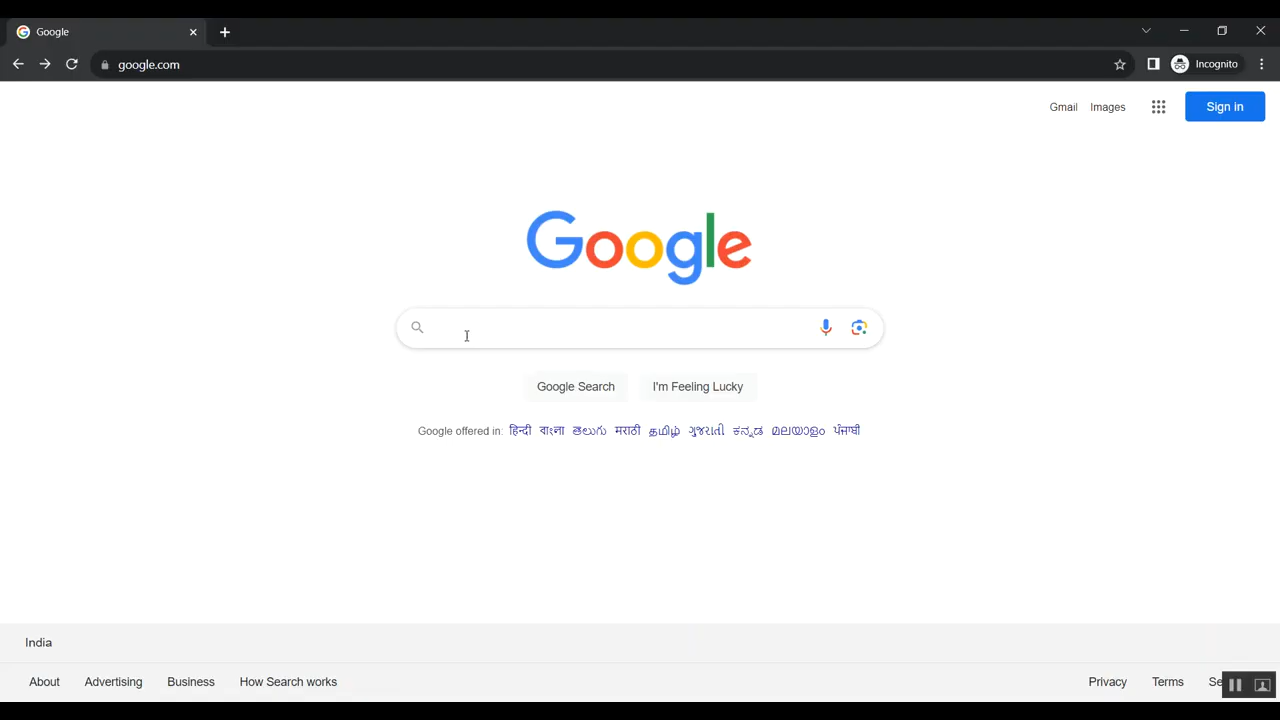 Google
google.com
Incognito
Gmail Images
Sign in
Google
Google Search I'm Feeling Lucky
Google offered in: हिन्दी বাংলা తెలుగు मराठी தமிழ் ગુજરાતી ಕನ್ನಡ മലയാളം ਪੰਜਾਬੀ
India
About Advertising Business How Search works Privacy Terms